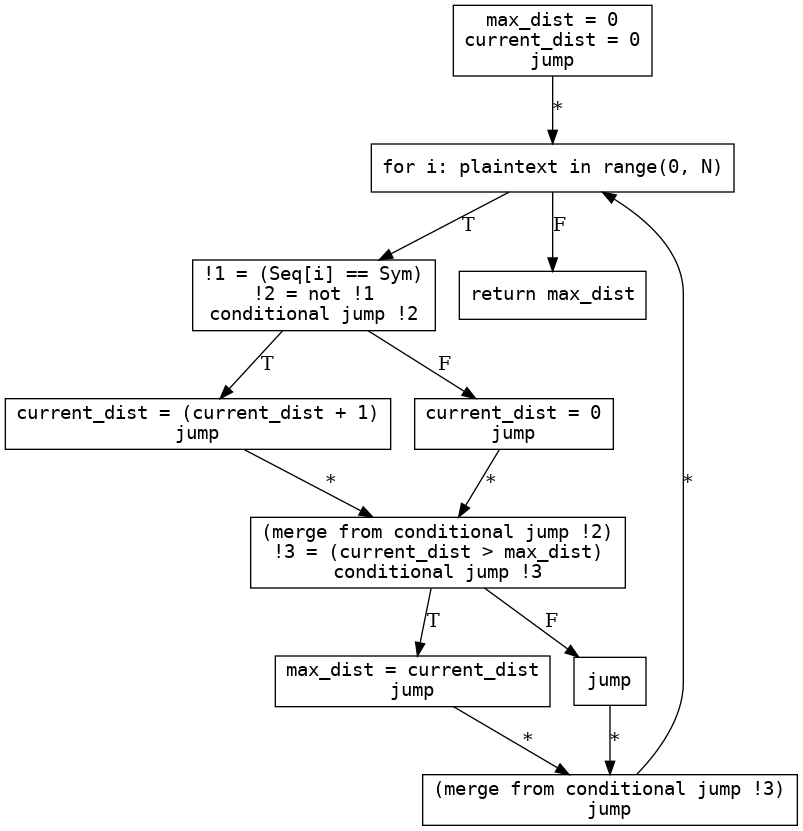 max_dist = 0
current_dist = 0
jump
*
for i: plaintext in range(0, N)
T
F
!1 = (Seq[i] == Sym)
!2 = not !1
conditional jump !2
return max_dist
T
F
current_dist = (current_dist + 1)
jump
current_dist = 0
jump
*
*
*
(merge from conditional jump !2)
!3 = (current_dist > max_dist)
conditional jump !3
T
F
max_dist = current_dist
jump
jump
*
*
(merge from conditional jump !3)
jump